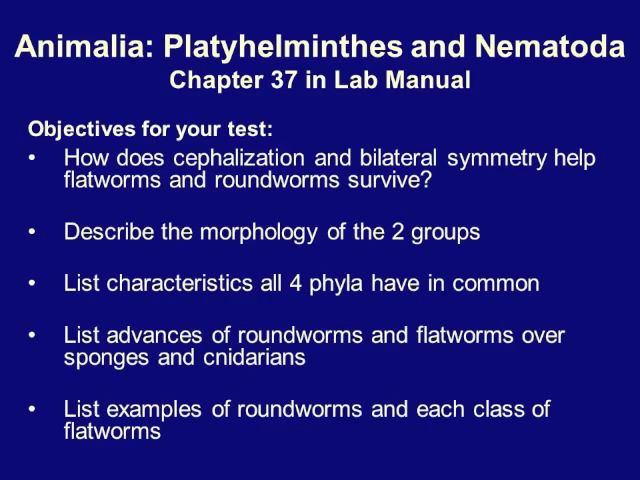 Animalia: Platyhelminthes and Nematoda
Chapter 37 in Lab Manual
Objectives for your test:
• How does cephalization and bilateral symmetry help
flatworms and roundworms survive?
• Describe the morphology of the 2 groups
• List characteristics all 4 phyla have in common
• List advances of roundworms and flatworms over
sponges and cnidarians
• List examples of roundworms and each class of
flatworms